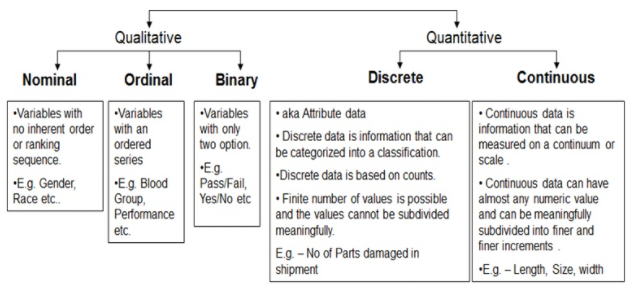 Qualitative
Quantitative
Nominal
Ordinal
Binary
Discrete
Continuous
•Variables with
no inherent order
or ranking
sequence.
•E.g. Gender,
Race etc..
•Variables
with an
ordered
series
•E.g. Blood
Group,
Performance
etc.
•Variables
with only
two option.
•E.g.
Pass/Fail,
Yes/No etc
• aka Attribute data
• Discrete data is information that can
be categorized into a classification.
•Discrete data is based on counts.
• Finite number of values is possible
and the values cannot be subdivided
meaningfully.
E.g. – No of Parts damaged in
shipment
• Continuous data is
information that can be
measured on a continuum or
scale .
• Continuous data can have
almost any numeric value
and can be meaningfully
subdivided into finer and
finer increments .
•E.g. – Length, Size, width